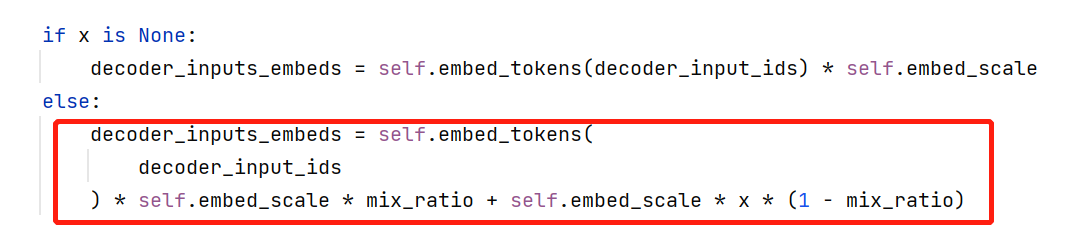 if x is None:
    decoder_inputs_embeds = self.embed_tokens(decoder_input_ids) * self.embed_scale
else:
    decoder_inputs_embeds = self.embed_tokens(
        decoder_input_ids
    ) * self.embed_scale * mix_ratio + self.embed_scale * x * (1 - mix_ratio)